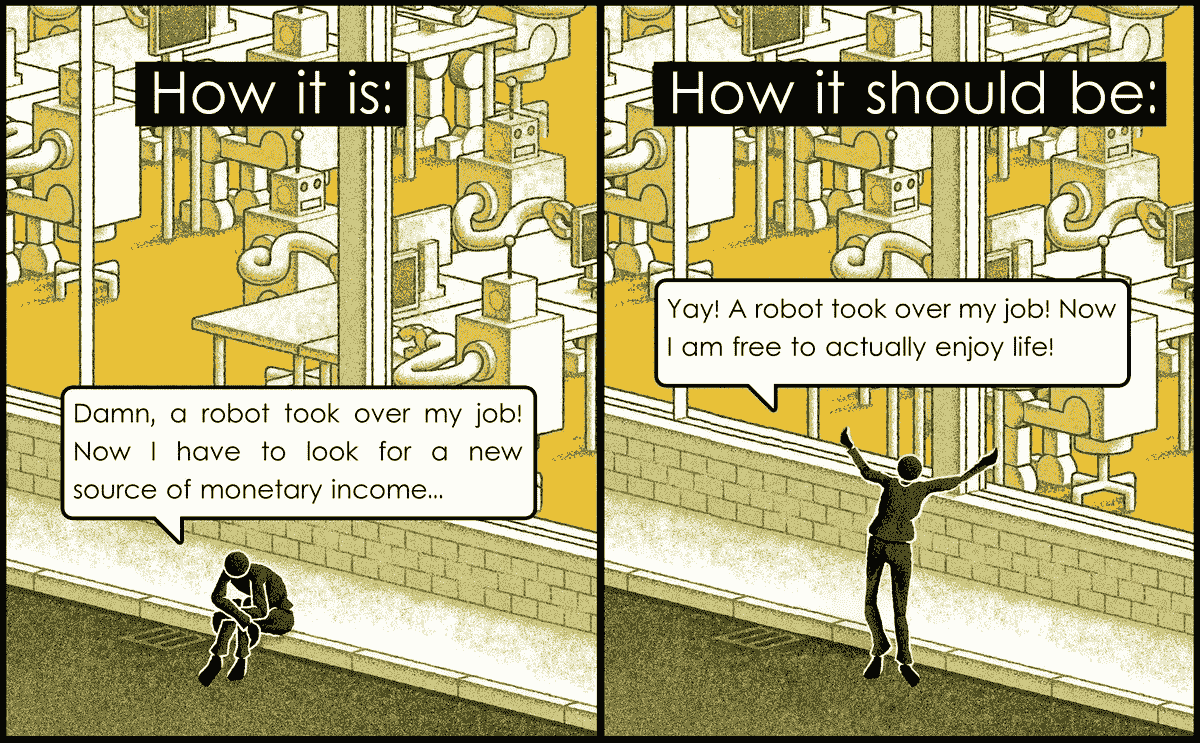 How it is:
Damn, a robot took over my job!
Now I have to look for a new
source of monetary income...
How it should be:
Yay! A robot took over my job! Now
I am free to actually enjoy life!